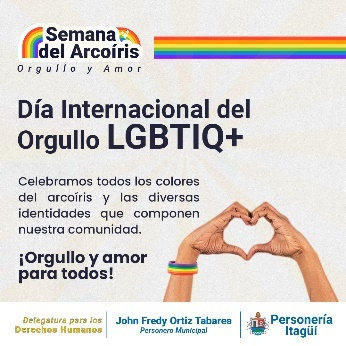 Semana
del Arcoíris
Orgullo y Amor
Día Internacional del
Orgullo LGBTIQ+
Celebramos todos los colores
del arcoíris y las diversas
identidades que componen
nuestra comunidad.
¡Orgullo y amor
para todos!
Delegatura para los
Derechos Humanos
John Fredy Ortiz Tabares
Personero Municipal
Personería
Itagüí